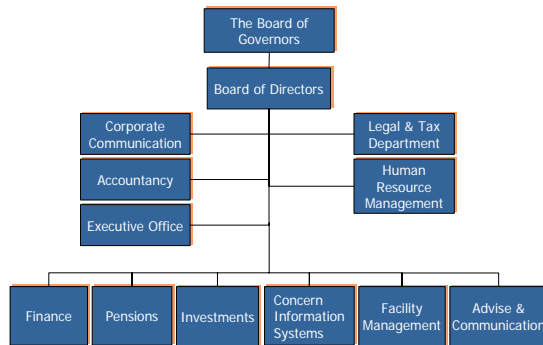 The Board of
Governors
Board of Directors
Corporate
Communication
Legal & Tax
Department
Accountancy
Human
Resource
Management
Executive Office
Finance
Pensions
Investments
Concern
Information
Systems
Facility
Management
Advise &
Communication